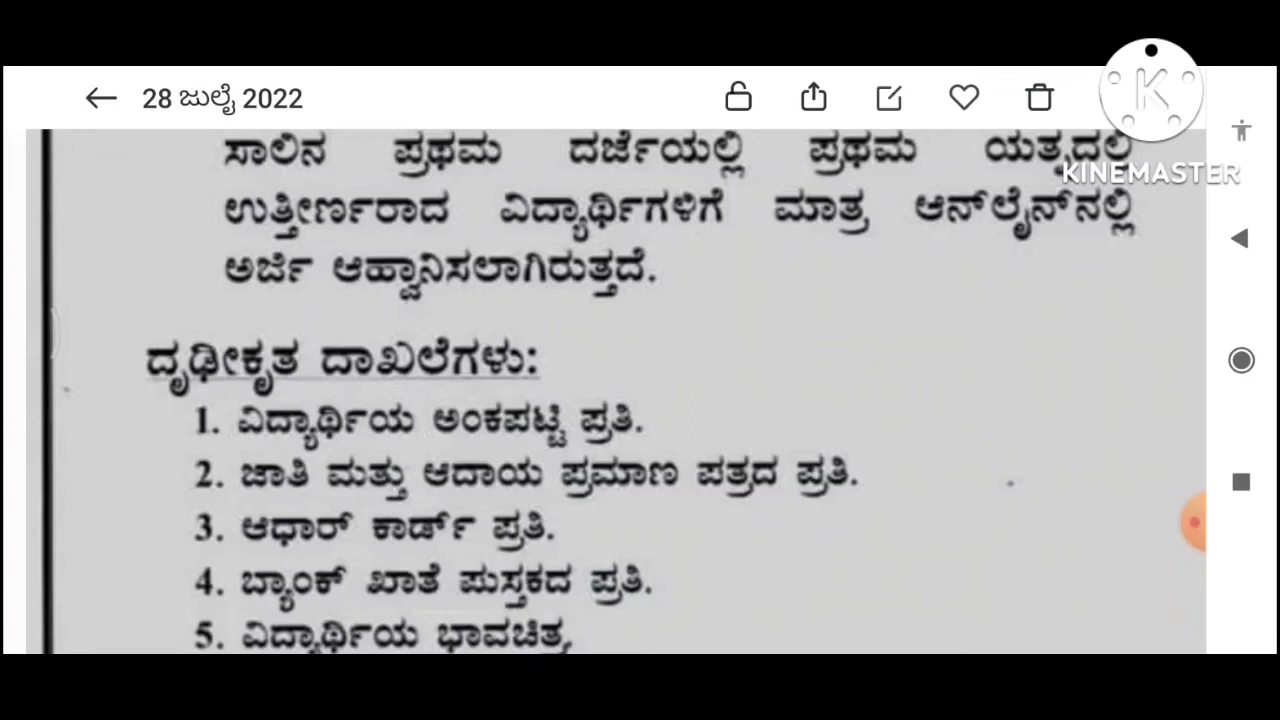 28 ಜುಲೈ 2022
K
KINEMASTER
ಸಾಲಿನ ಪ್ರಥಮ ದರ್ಜೆಯಲ್ಲಿ ಪ್ರಥಮ ಯತ್ನದಲ್ಲಿ
ಉತ್ತೀರ್ಣರಾದ ವಿದ್ಯಾರ್ಥಿಗಳಿಗೆ ಮಾತ್ರ ಆನ್‌ಲೈನ್‌ನಲ್ಲಿ
ಅರ್ಜಿ ಆಹ್ವಾನಿಸಲಾಗಿರುತ್ತದೆ.
ದೃಢೀಕೃತ ದಾಖಲೆಗಳು:
1. ವಿದ್ಯಾರ್ಥಿಯ ಅಂಕಪಟ್ಟಿ ಪ್ರತಿ.
2. ಜಾತಿ ಮತ್ತು ಆದಾಯ ಪ್ರಮಾಣ ಪತ್ರದ ಪ್ರತಿ.
3. ಆಧಾರ್ ಕಾರ್ಡ್ ಪ್ರತಿ.
4. ಬ್ಯಾಂಕ್ ಖಾತೆ ಪುಸ್ತಕದ ಪ್ರತಿ.
5. ವಿದ್ಯಾರ್ಥಿಯ ಭಾವಚಿತ್ರ